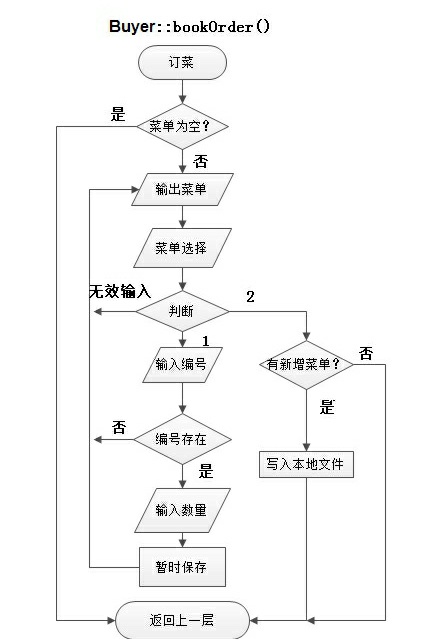 Buyer::bookOrder()
订菜
是
菜单为空?
否
输出菜单
菜单选择
无效输入
判断
2
1
输入编号
有新增菜单?
否
是
否
编号存在
是
写入本地文件
输入数量
暂时保存
返回上一层